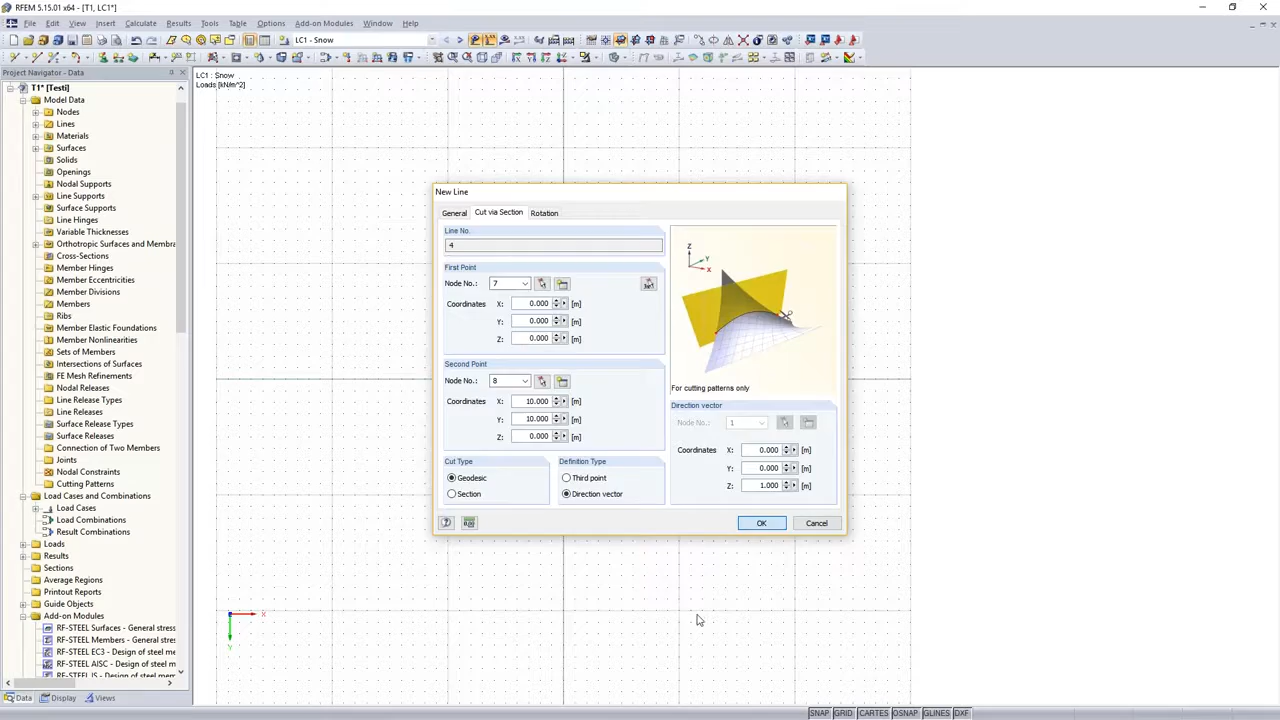 RFEM 5.15.01 x64 - [T1, LC1*]
File Edit View Insert Calculate Results Tools Table Options Add-on Modules Window Help
LC1 - Snow
Project Navigator - Data
T1* [Testi]
Model Data
Nodes
Lines
Materials
Surfaces
Solids
Openings
Nodal Supports
Line Supports
Surface Supports
Line Hinges
Variable Thicknesses
Orthotropic Surfaces and Membra
Cross-Sections
Member Hinges
Member Eccentricities
Member Divisions
Members
Ribs
Member Elastic Foundations
Member Nonlinearities
Sets of Members
Intersections of Surfaces
FE Mesh Refinements
Nodal Releases
Line Release Types
Line Releases
Surface Release Types
Surface Releases
Connection of Two Members
Joints
Nodal Constraints
Cutting Patterns
Load Cases and Combinations
Load Cases
Load Combinations
Result Combinations
Loads
Results
Sections
Average Regions
Printout Reports
Guide Objects
Add-on Modules
RF-STEEL Surfaces - General stress
RF-STEEL Members - General stress
RF-STEEL EC3 - Design of steel me
RF-STEEL AISC - Design of steel m
RF-STEEL IS - Design of steel mem
Data Display Views
LC1 : Snow
Loads [kN/m^2]
X
Y
New Line
General Cut via Section Rotation
Line No.
4
First Point
Node No.: 7
Coordinates X: 0.000 [m]
Y: 0.000 [m]
Z: 0.000 [m]
Second Point
Node No.: 8
Coordinates X: 10.000 [m]
Y: 10.000 [m]
Z: 0.000 [m]
Cut Type
Geodesic
Section
Definition Type
Third point
Direction vector
Z
Y
X
For cutting patterns only
Direction vector
Node No.: 1
Coordinates X: 0.000 [m]
Y: 0.000 [m]
Z: 1.000 [m]
OK Cancel
SNAP GRID CARTES OSNAP GLINES DXF